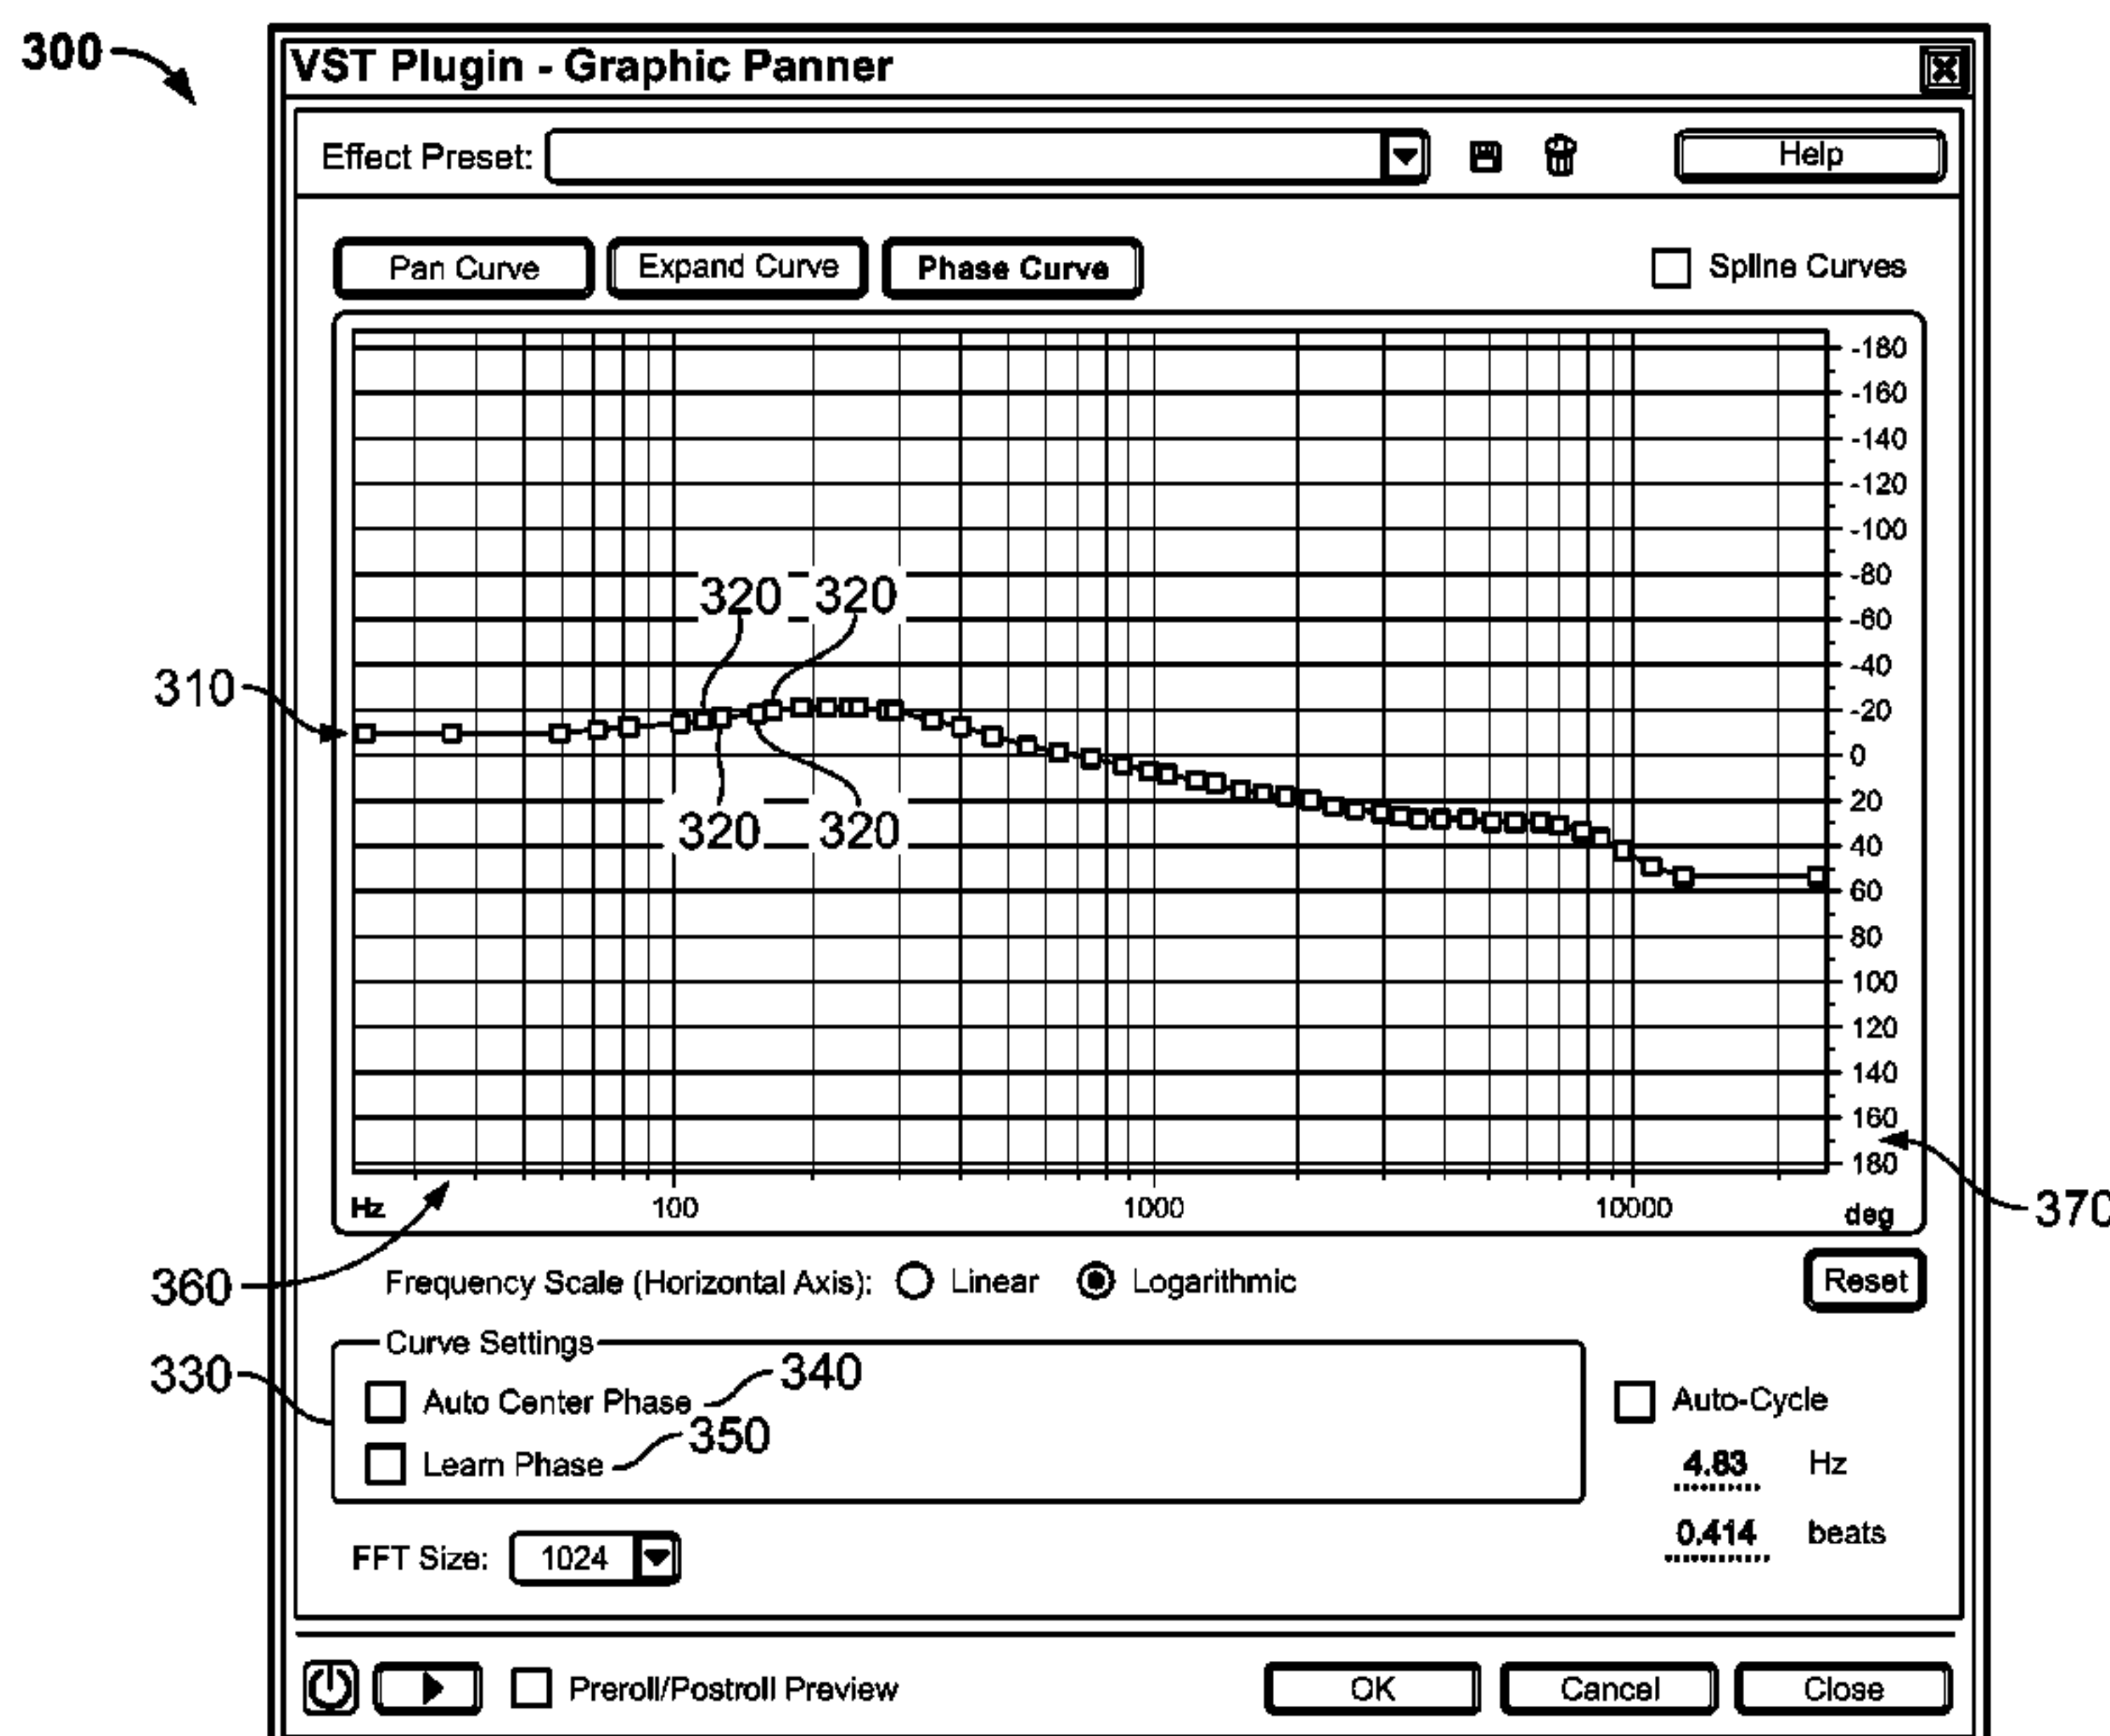 300
VST Plugin - Graphic Panner
Effect Preset:
Help
Pan Curve Expand Curve Phase Curve Spline Curves
-180
-160
-140
-120
-100
-80
320 320
-60
-40
310
-20
0
20
320 320
40
60
80
100
120
140
160
180
Hz 100 1000 10000 deg
370
360
Frequency Scale (Horizontal Axis): Linear Logarithmic Reset
Curve Settings
330
Auto Center Phase 340
Auto-Cycle
Learn Phase 350
4.83 Hz
0.414 beats
FFT Size: 1024
Preroll/Postroll Preview OK Cancel Close